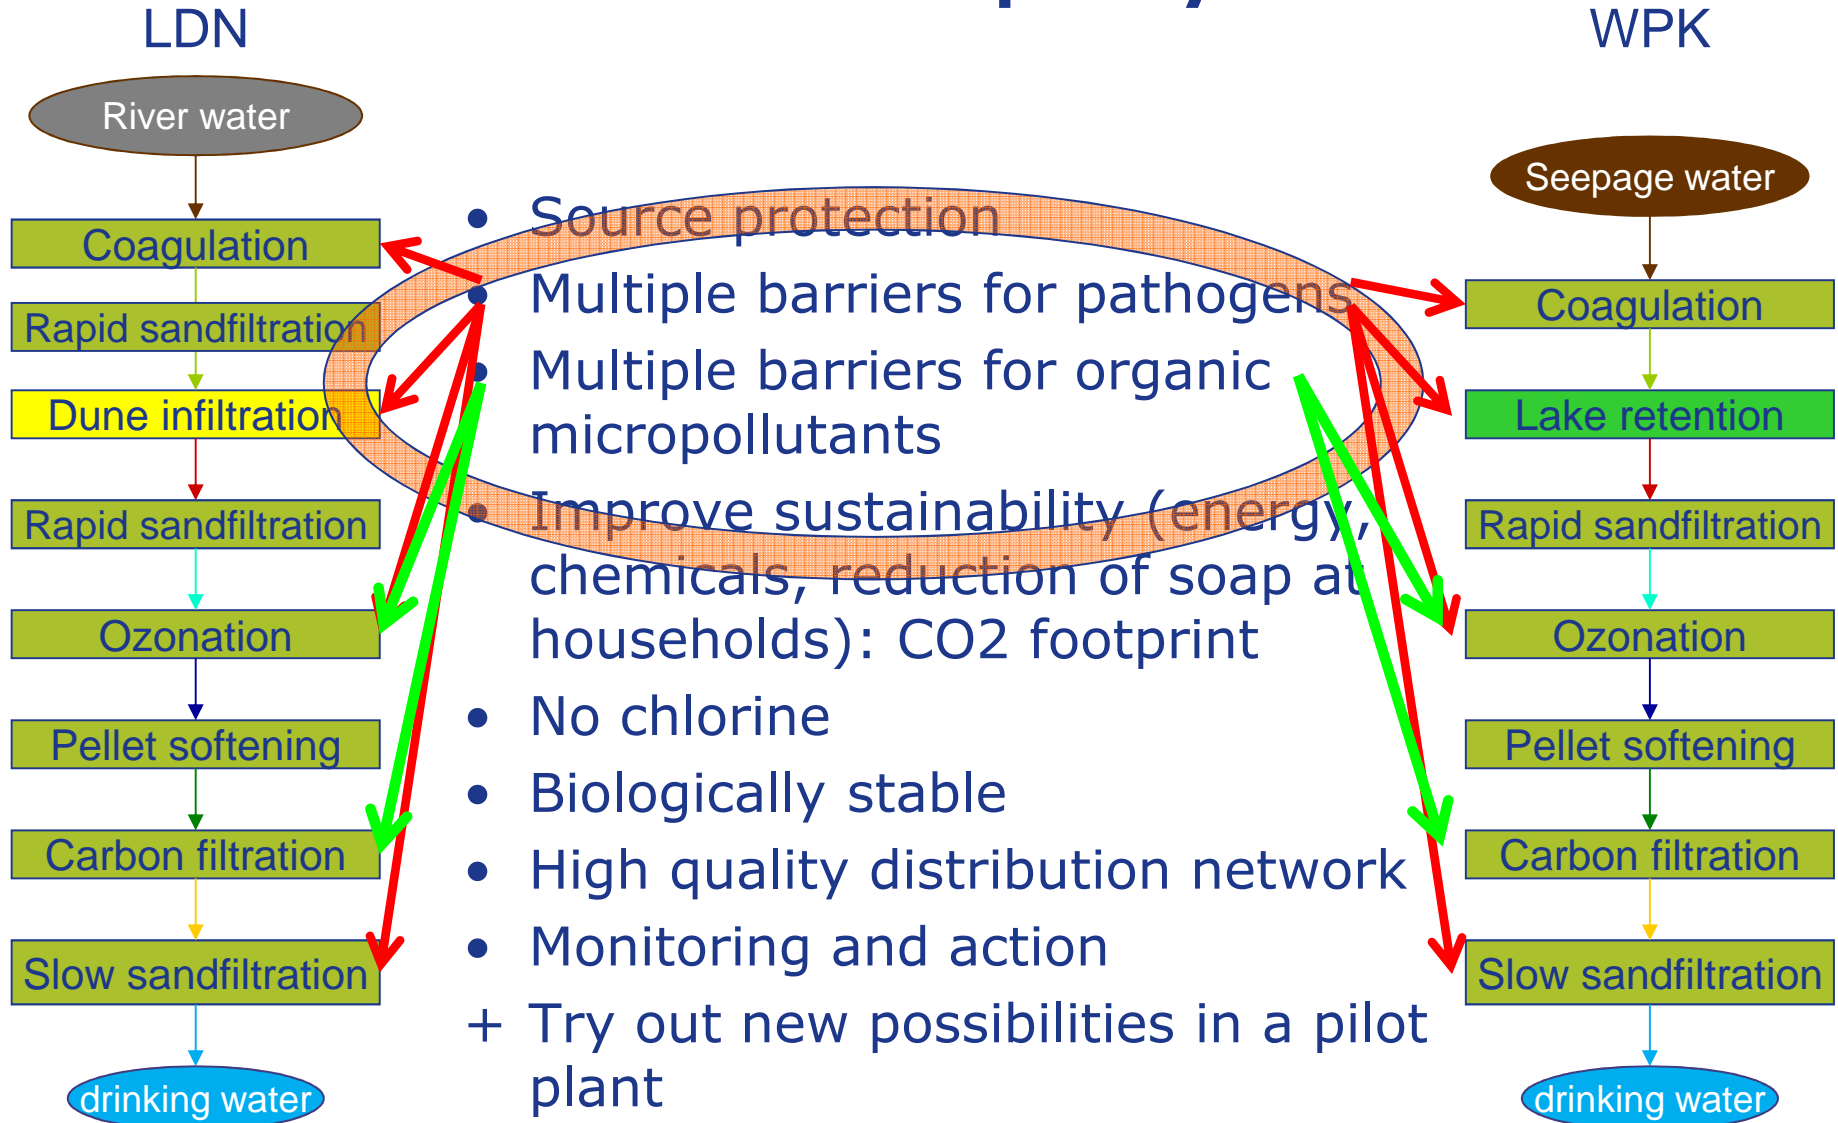 LDN
River water
Coagulation
Rapid sandfiltration
Dune infiltration
Rapid sandfiltration
Ozonation
Pellet softening
Carbon filtration
Slow sandfiltration
drinking water
• Source protection
• Multiple barriers for pathogens
• Multiple barriers for organic
micropollutants
• Improve sustainability (energy,
chemicals, reduction of soap at
households): CO2 footprint
• No chlorine
• Biologically stable
• High quality distribution network
• Monitoring and action
+ Try out new possibilities in a pilot
plant
WPK
Seepage water
Coagulation
Lake retention
Rapid sandfiltration
Ozonation
Pellet softening
Carbon filtration
Slow sandfiltration
drinking water